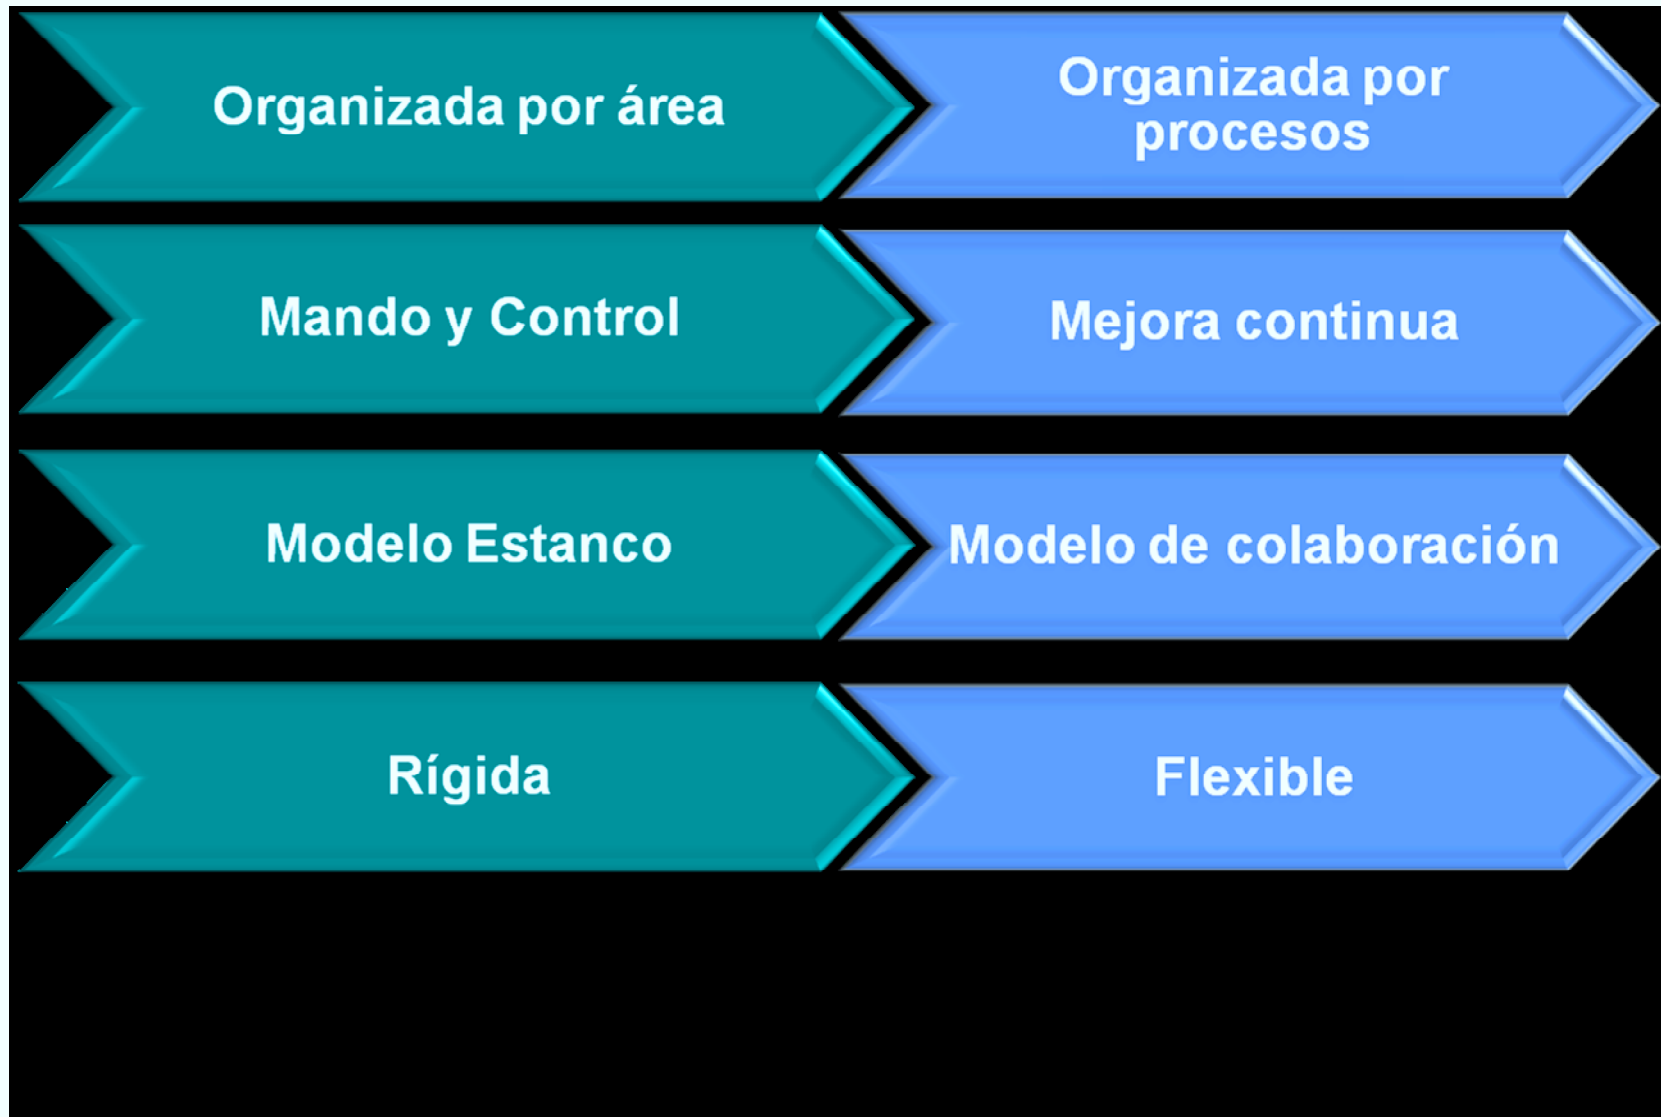 Organizada por área
Organizada por
procesos
Mando y Control
Mejora continua
Modelo Estanco
Modelo de colaboración
Rígida
Flexible